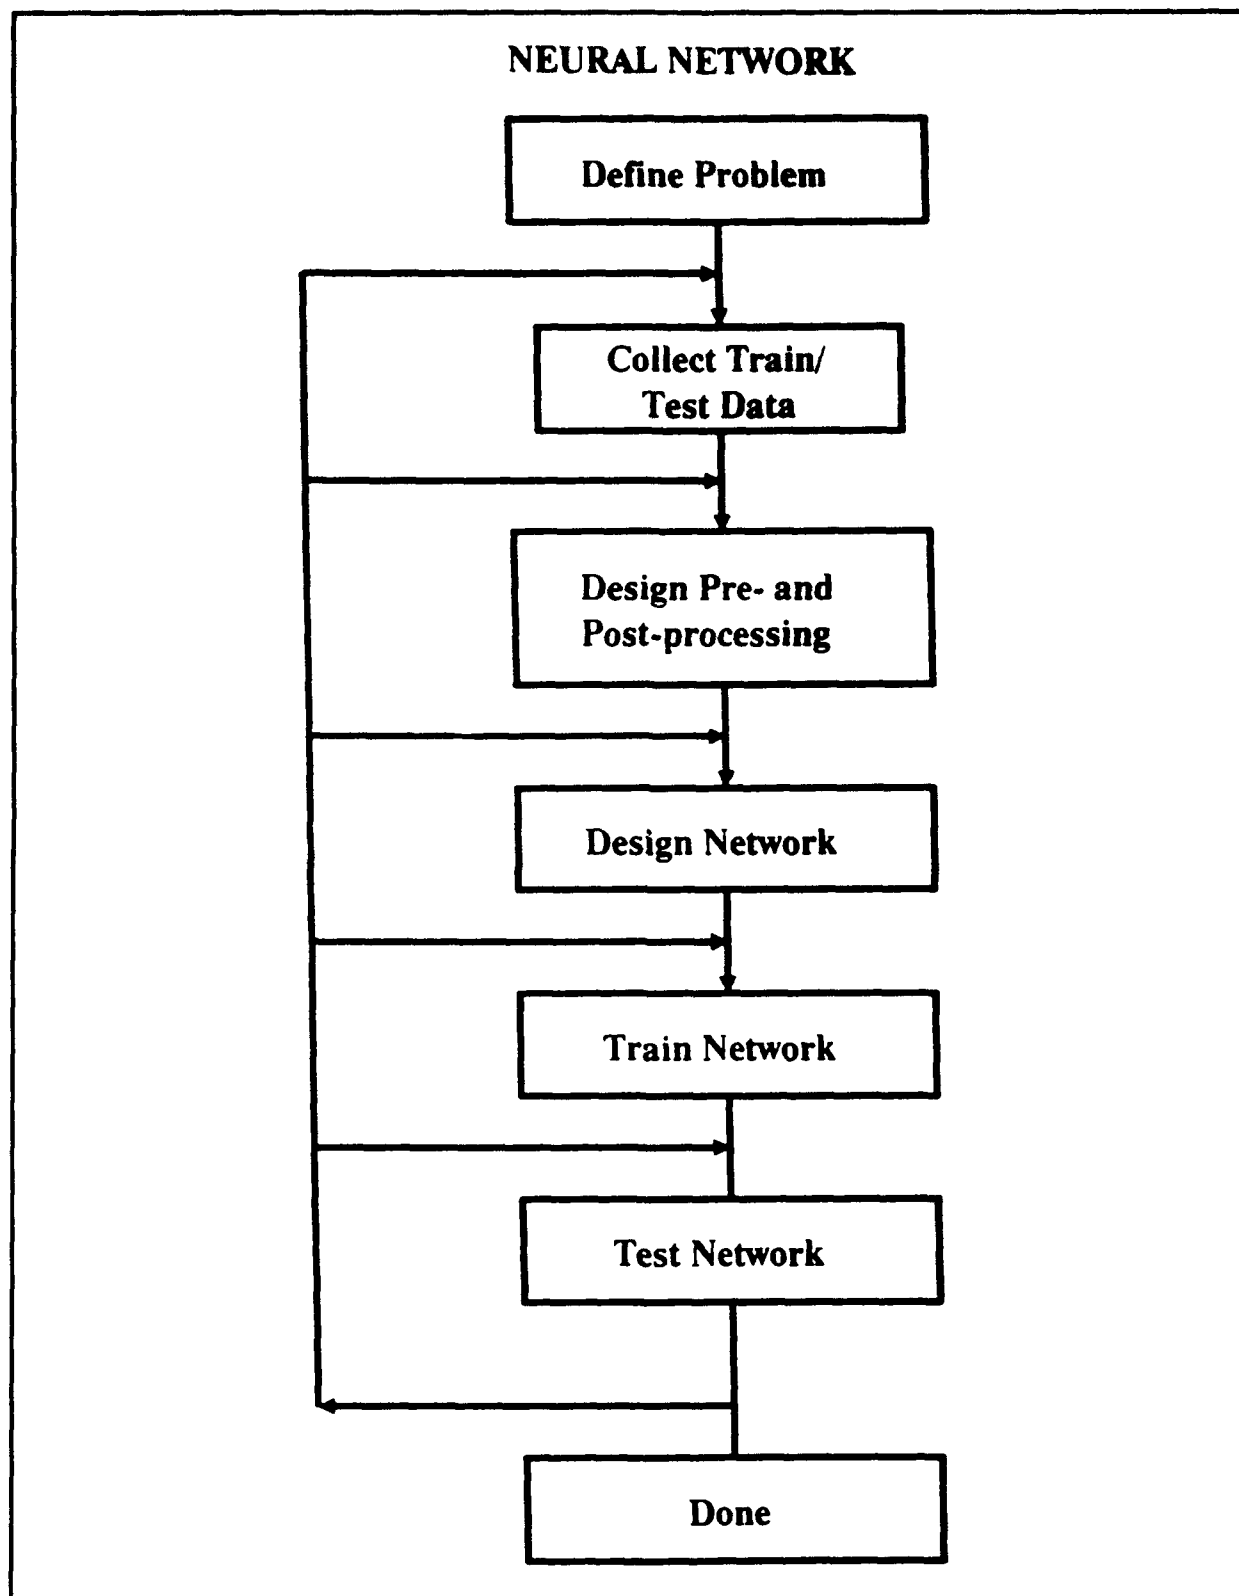 NEURAL NETWORK
Define Problem
Collect Train/
Test Data
Design Pre- and
Post-processing
Design Network
Train Network
Test Network
Done